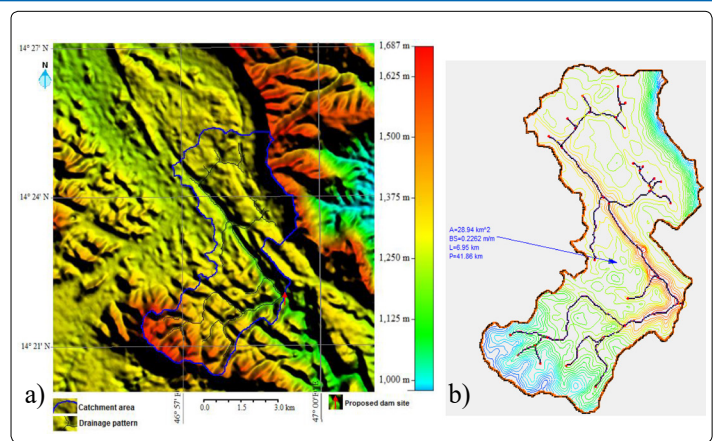 14° 27' N
N
14° 24' N
14° 21' N
1,687 m
1,625 m
1,500 m
1,375 m
1,250 m
1,125 m
1,000 m
a)
Catchment area
Drainage pattern
46° 57' E
0.0 1.5 3.0 km
47° 00' E
Proposed dam site
A=28.94 km^2
BS=0.2262 m/m
L=6.95 km
P=41.86 km
b)